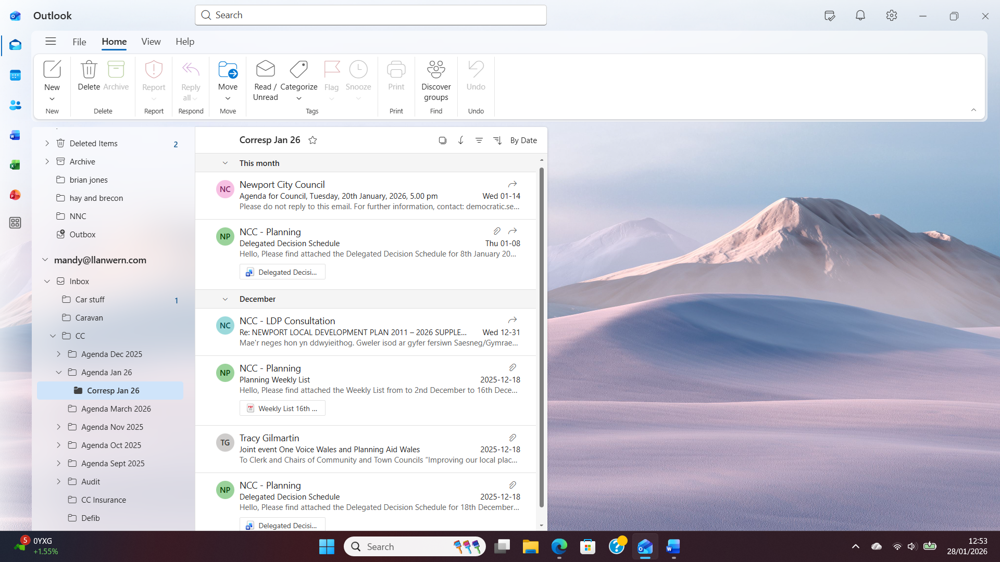 Outlook
Search
File Home View Help
New
Delete
Archive
Report
Reply all
Move
Read / Unread
Categorize
Flag
Snooze
Print
Discover groups
Undo
New
Delete
Report
Respond
Move
Tags
Print
Find
Undo
Deleted Items 2
Archive
brian jones
hay and brecon
NNC
Outbox
mandy@llanwern.com
Inbox
Car stuff 1
Caravan
CC
Agenda Dec 2025
Agenda Jan 26
Corresp Jan 26
Agenda March 2026
Agenda Nov 2025
Agenda Oct 2025
Agenda Sept 2025
Audit
CC Insurance
Defib
Corresp Jan 26
By Date
This month
NC
Newport City Council
Agenda for Council, Tuesday, 20th January, 2026, 5.00 pm Wed 01-14
Please do not reply to this email. For further information, contact: democratic.se...
NP
NCC - Planning
Delegated Decision Schedule Thu 01-08
Hello, Please find attached the Delegated Decision Schedule for 8th January 20...
Delegated Decisi...
December
NC
NCC - LDP Consultation
Re: NEWPORT LOCAL DEVELOPMENT PLAN 2011 – 2026 SUPPLE... Wed 12-31
Mae'r neges hon yn ddwyieithog. Gweler isod ar gyfer fersiwn Saesneg/Gymrae...
NP
NCC - Planning
Planning Weekly List 2025-12-18
Hello, Please find attached the Weekly List from to 2nd December to 16th Dece...
PDF
Weekly List 16th ...
TG
Tracy Gilmartin
Joint event One Voice Wales and Planning Aid Wales 2025-12-18
To Clerk and Chairs of Community and Town Councils “Improving our local plac...
NP
NCC - Planning
Delegated Decision Schedule 2025-12-18
Hello, Please find attached the Delegated Decision Schedule for 18th December...
Delegated Decisi...
5
0YXG
+1.55%
Search
12:53
28/01/2026